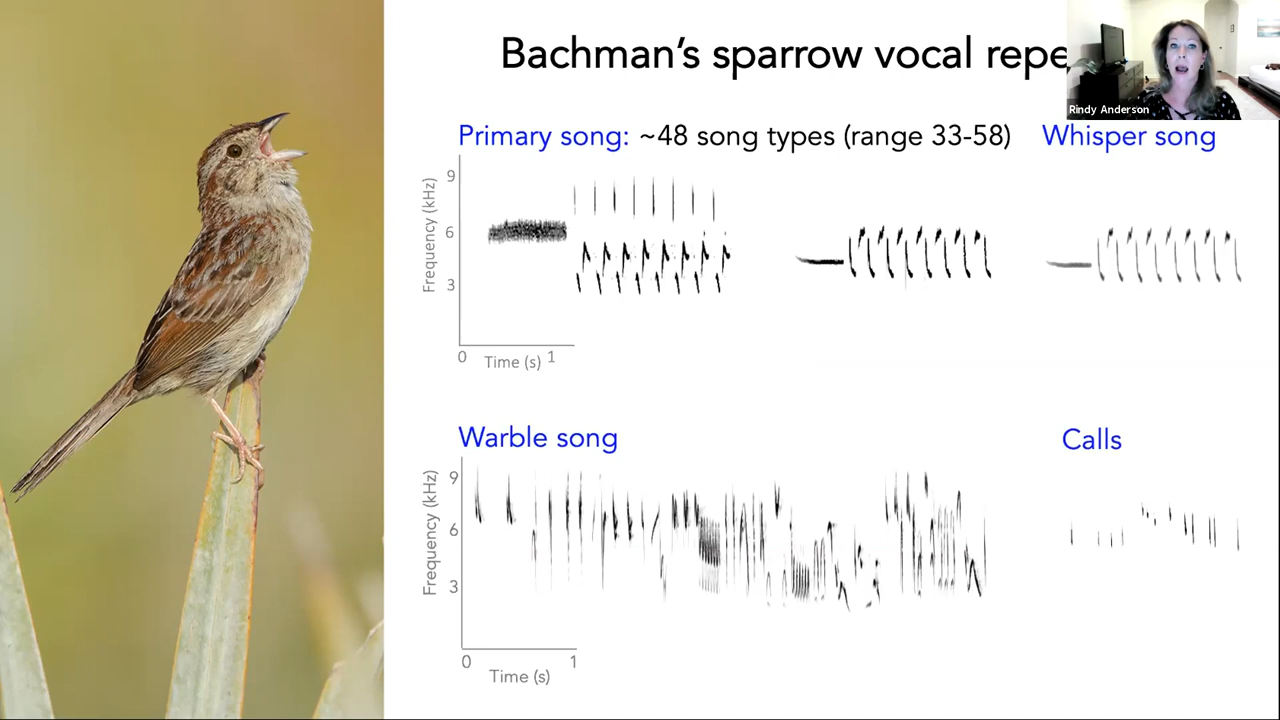 Bachman's sparrow vocal repe
Rindy Anderson
Primary song: ~48 song types (range 33-58)
Whisper song
Frequency (kHz)
9
6
3
0
Time (s)
1
Warble song
Calls
Frequency (kHz)
9
6
3
0
1
Time (s)